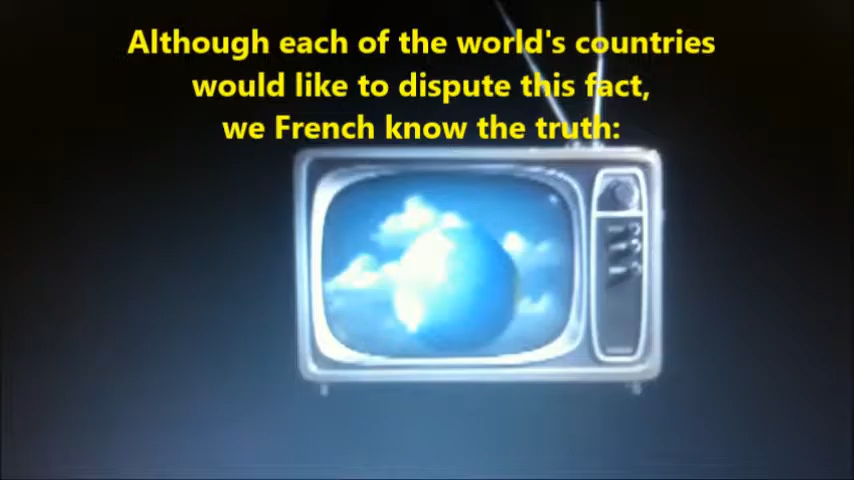 Although each of the world's countries
would like to dispute this fact,
we French know the truth: